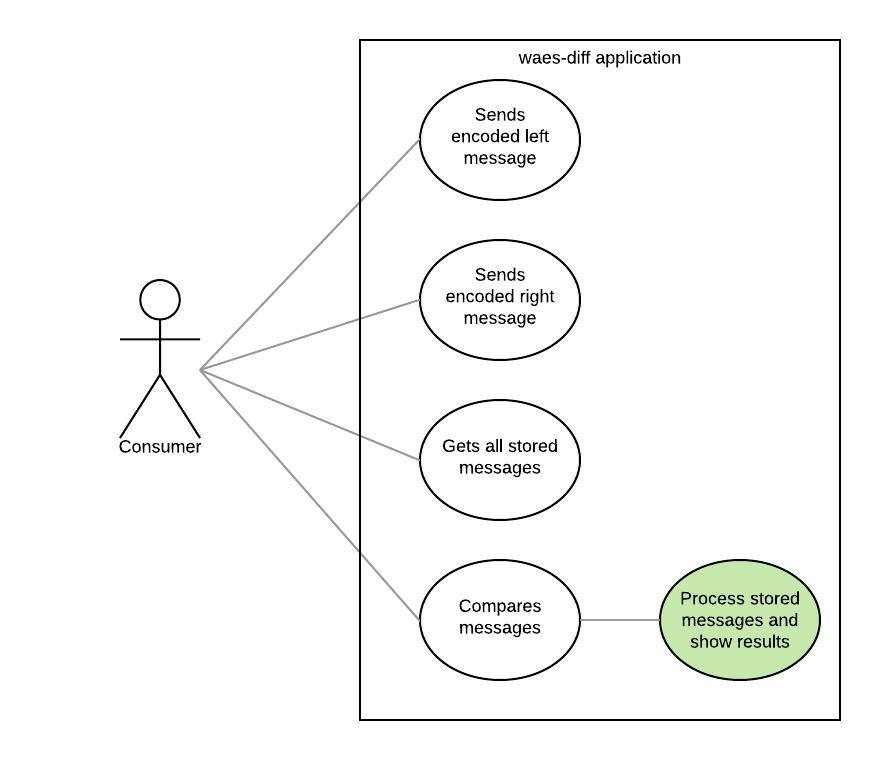 waes-diff application
Sends
encoded left
message
Sends
encoded right
message
Consumer
Gets all stored
messages
Compares
messages
Process stored
messages and
show results